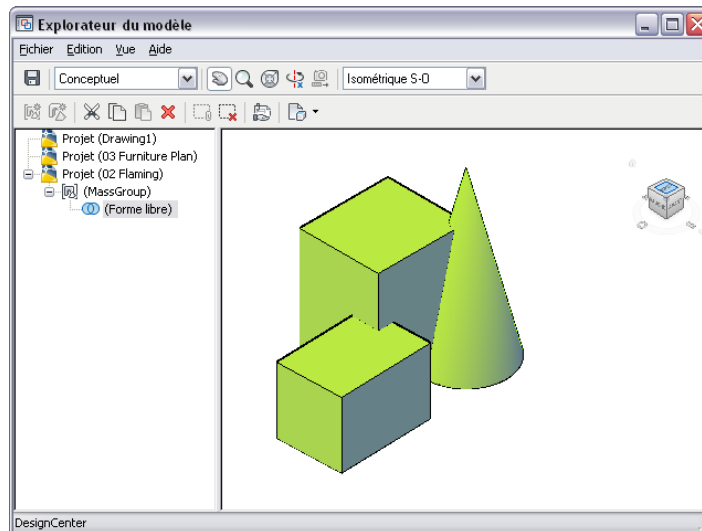 Explorateur du modèle
Fichier Edition Vue Aide
Conceptuel Isométrique S-O
Projet (Drawing1)
Projet (03 Furniture Plan)
Projet (02 Flaming)
(MassGroup)
(Forme libre)
DesignCenter